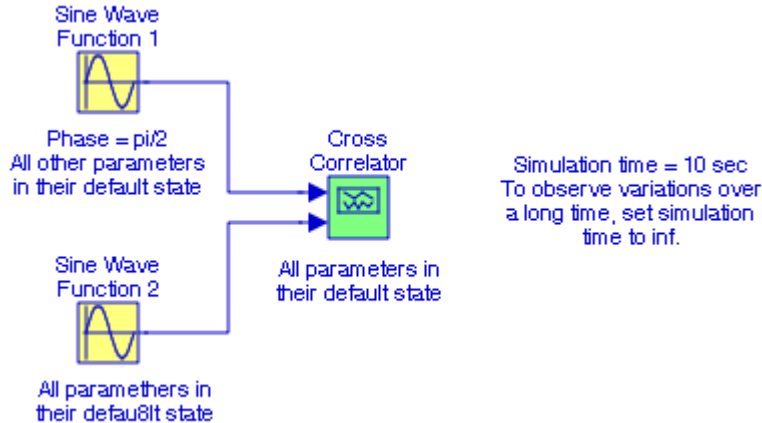 Sine Wave
Function 1
Phase = pi/2
All other parameters
in their default state
Cross
Correlator
All parameters in
their default state
Simulation time = 10 sec
To observe variations over
a long time, set simulation
time to inf.
Sine Wave
Function 2
All paramethers in
their defau8lt state